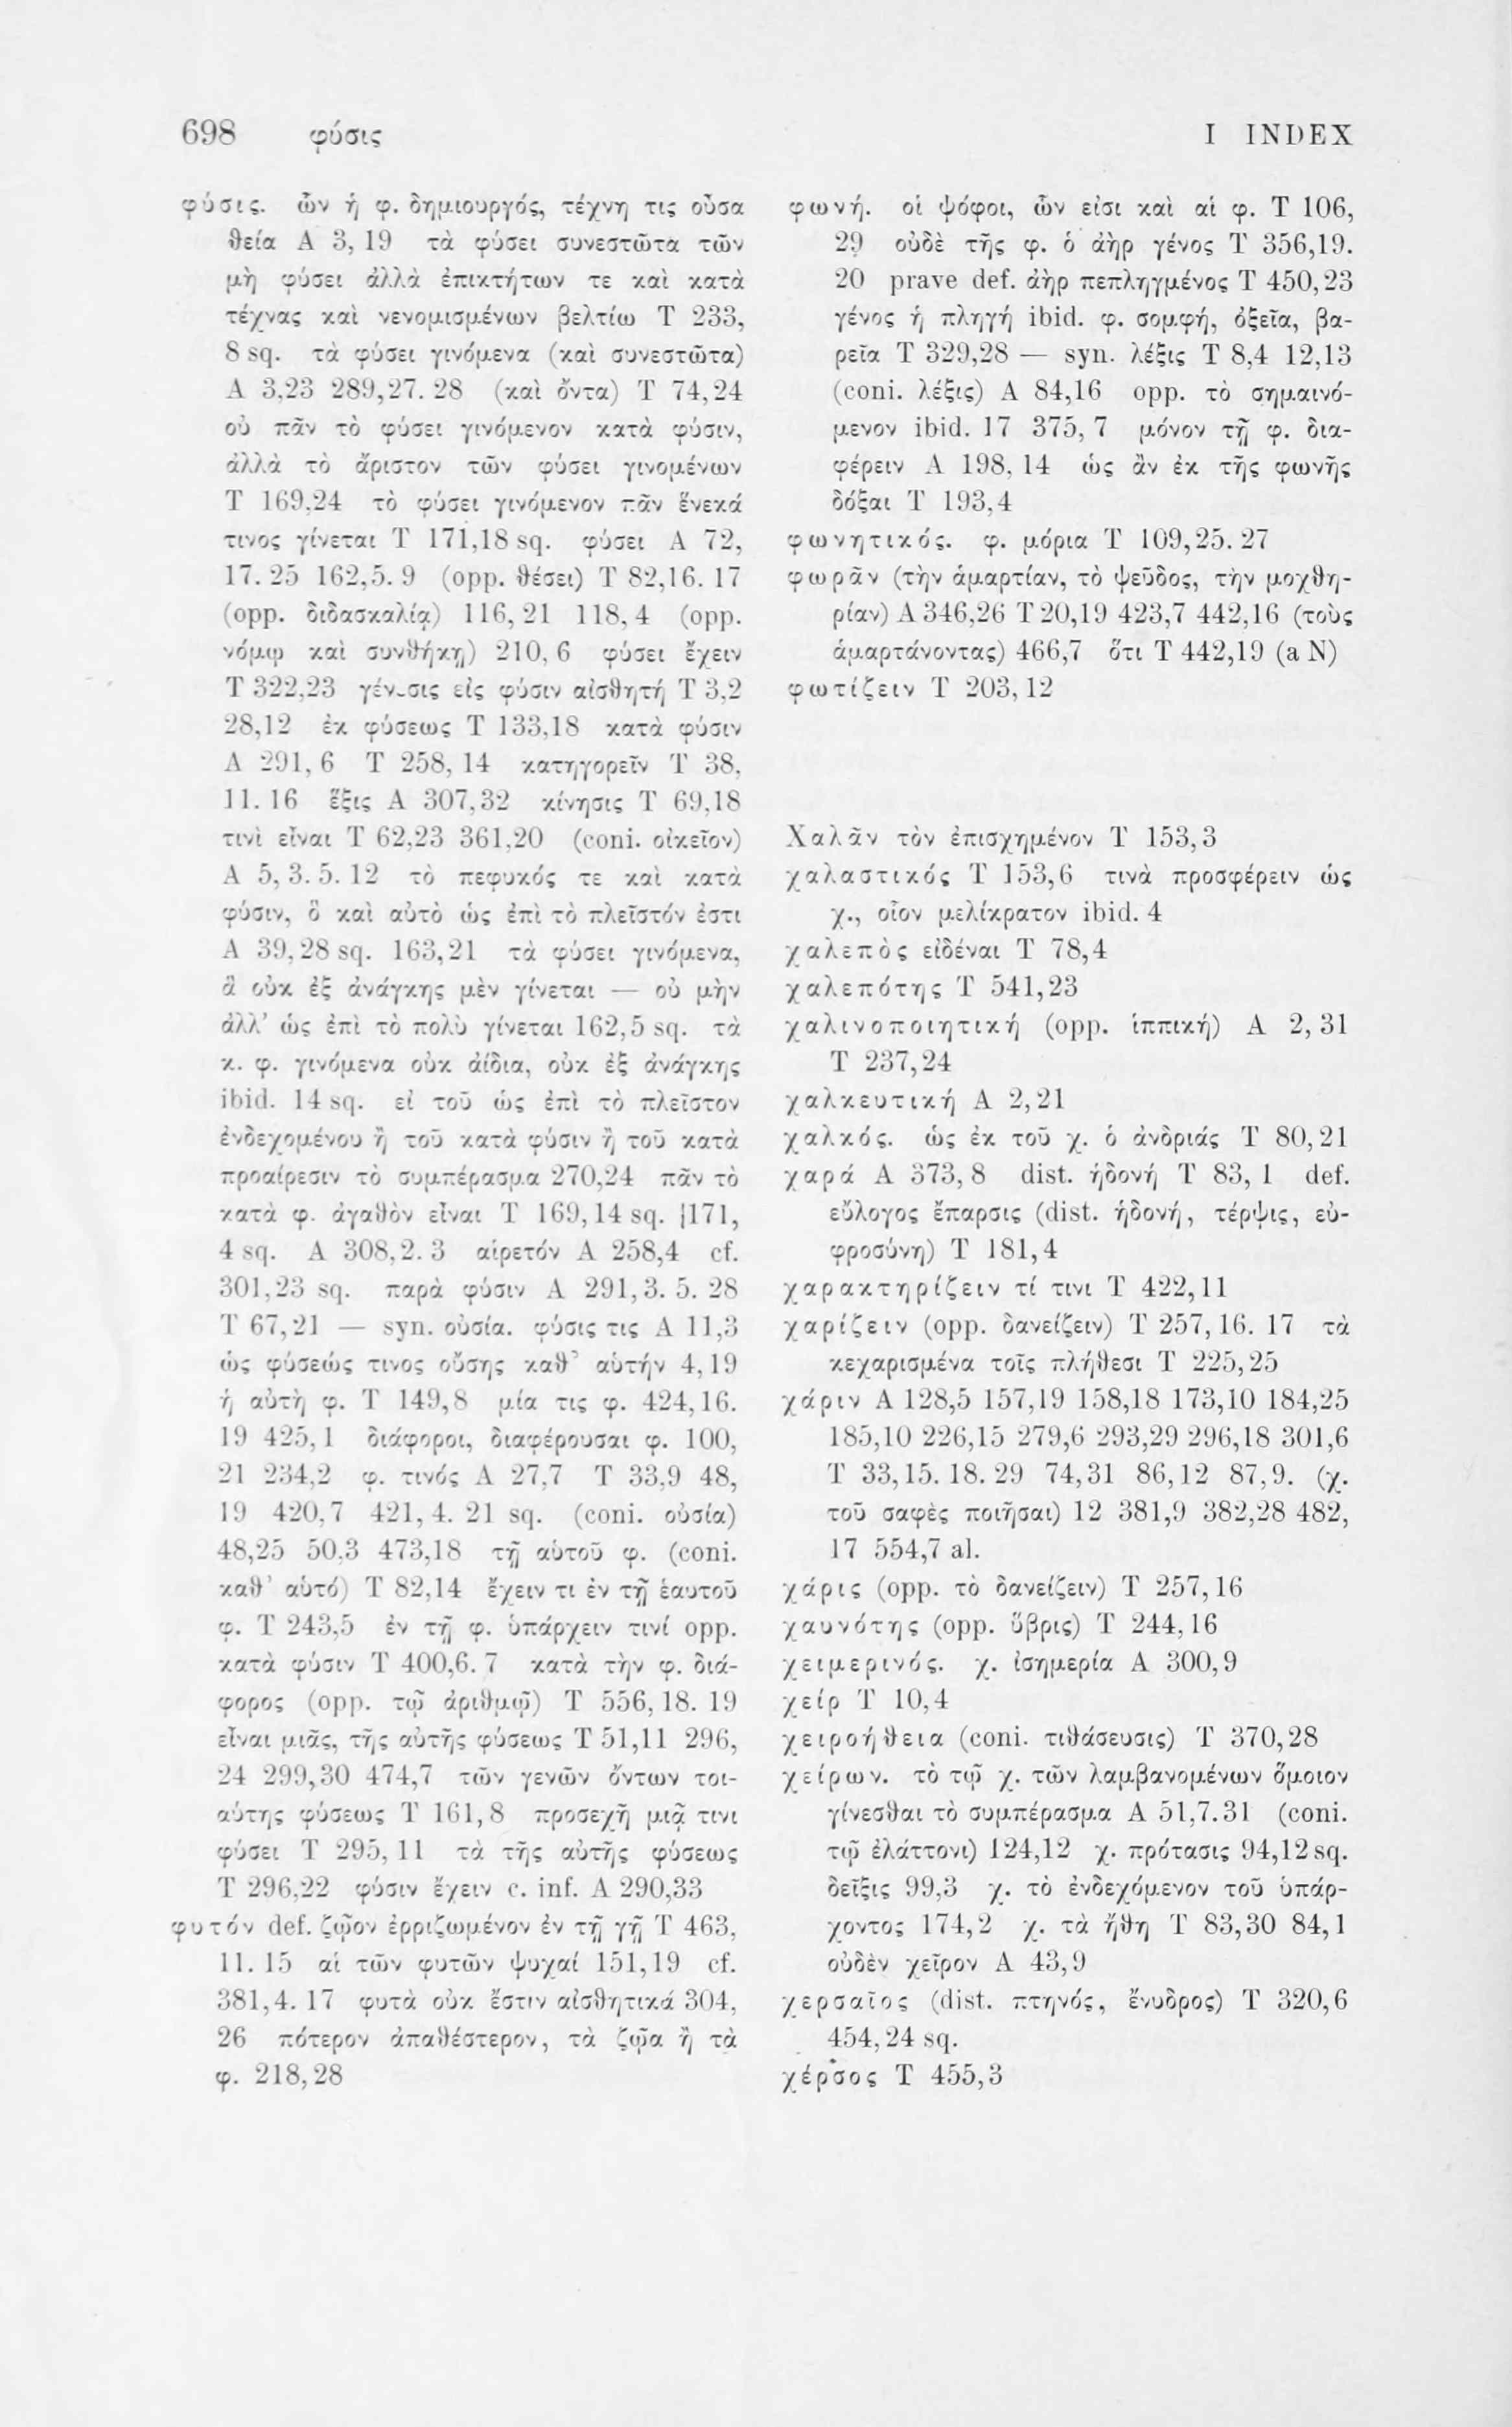 698 φύσις I INDEX
φύσις. ὧν ἡ φ. δημιουργός, τέχνη τις οὖσα
θεία A 3, 19 τὰ φύσει συνεστῶτα τῶν
μὴ φύσει ἀλλὰ ἐπικτήτων τε καὶ κατὰ
τέχνας καὶ νενομισμένων βελτίω T 233,
8 sq. τὰ φύσει γινόμενα (καὶ συνεστῶτα)
A 3,23 289,27. 28 (καὶ ὄντα) T 74,24
οὐ πᾶν τὸ φύσει γινόμενον κατὰ φύσιν,
ἀλλὰ τὸ ἄριστον τῶν φύσει γινομένων
T 169,24 τὸ φύσει γινόμενον πᾶν ἕνεκά
τινος γίνεται T 171,18 sq. φύσει A 72,
17. 25 162,5. 9 (opp. θέσει) T 82,16. 17
(opp. διδασκαλίᾳ) 116, 21 118, 4 (opp.
νόμῳ καὶ συνθήκῃ) 210, 6 φύσει ἔχειν
T 322,23 γένεσις εἰς φύσιν αἰσθητή T 3,2
28,12 ἐκ φύσεως T 133,18 κατὰ φύσιν
A 291, 6 T 258, 14 κατηγορεῖν T 38,
11. 16 ἕξις A 307,32 κίνησις T 69,18
τινὶ εἶναι T 62,23 361,20 (coni. οἰκεῖον)
A 5, 3. 5. 12 τὸ πεφυκός τε καὶ κατὰ
φύσιν, ὃ καὶ αὐτὸ ὡς ἐπὶ τὸ πλεῖστόν ἐστι
A 39,28 sq. 163,21 τὰ φύσει γινόμενα,
ἃ οὐκ ἐξ ἀνάγκης μὲν γίνεται — οὐ μὴν
ἀλλ’ ὡς ἐπὶ τὸ πολὺ γίνεται 162,5 sq. τὰ
κ. φ. γινόμενα οὐκ ἀίδια, οὐκ ἐξ ἀνάγκης
ibid. 14 sq. εἰ τοῦ ὡς ἐπὶ τὸ πλεῖστον
ἐνδεχομένου ἢ τοῦ κατὰ φύσιν ἢ τοῦ κατὰ
προαίρεσιν τὸ συμπέρασμα 270,24 πᾶν τὸ
κατὰ φ. ἀγαθὸν εἶναι T 169,14 sq. 171,
4 sq. A 308,2. 3 αἱρετόν A 258,4 cf.
301,23 sq. παρὰ φύσιν A 291, 3. 5. 28
T 67,21 — syn. οὐσία. φύσις τις A 11,3
ὡς φύσεώς τινος οὔσης καθ’ αὑτήν 4,19
ἡ αὐτὴ φ. T 149,8 μία τις φ. 424,16.
19 425,1 διάφοροι, διαφέρουσαι φ. 100,
21 234,2 φ. τινός A 27,7 T 33,9 48,
19 420,7 421, 4. 21 sq. (coni. οὐσία)
48,25 50,3 473,18 τῇ αὑτοῦ φ. (coni.
καθ’ αὑτό) T 82,14 ἔχειν τι ἐν τῇ ἑαυτοῦ
φ. T 243,5 ἐν τῇ φ. ὑπάρχειν τινί opp.
κατὰ φύσιν T 400,6. 7 κατὰ τὴν φ. διά-
φορος (opp. τῷ ἀριθμῷ) T 556,18. 19
εἶναι μιᾶς, τῆς αὐτῆς φύσεως T 51,11 296,
24 299,30 474,7 τῶν γενῶν ὄντων τοι-
αύτης φύσεως T 161, 8 προσεχῆ μιᾷ τινι
φύσει T 295, 11 τὰ τῆς αὐτῆς φύσεως
T 296,22 φύσιν ἔχειν c. inf. A 290,33
φυτόν def. ζῷον ἐρριζωμένον ἐν τῇ γῇ T 463,
11. 15 αἱ τῶν φυτῶν ψυχαί 151,19 cf.
381,4. 17 φυτὰ οὐκ ἔστιν αἰσθητικά 304,
26 πότερον ἀπαθέστερον, τὰ ζῷα ἢ τὰ
φ. 218,28
φωνή. οἱ ψόφοι, ὧν εἰσι καὶ αἱ φ. T 106,
29 οὐδὲ τῆς φ. ὁ ἀὴρ γένος T 356,19.
20 prave def. ἀὴρ πεπληγμένος T 450,23
γένος ἡ πληγή ibid. φ. σομφή, ὀξεῖα, βα-
ρεῖα T 329,28 — syn. λέξις T 8,4 12,13
(coni. λέξις) A 84,16 opp. τὸ σημαινό-
μενον ibid. 17 375, 7 μόνον τῇ φ. δια-
φέρειν A 198, 14 ὡς ἂν ἐκ τῆς φωνῆς
δόξαι T 193,4
φωνητικός. φ. μόρια T 109,25. 27
φωρᾶν (τὴν ἁμαρτίαν, τὸ ψεῦδος, τὴν μοχθη-
ρίαν) A 346,26 T 20,19 423,7 442,16 (τοὺς
ἁμαρτάνοντας) 466,7 ὅτι T 442,19 (a N)
φωτίζειν T 203,12
Χαλᾶν τὸν ἐπισχημένον T 153,3
χαλαστικός T 153,6 τινὰ προσφέρειν ὡς
χ., οἷον μελίκρατον ibid. 4
χαλεπὸς εἰδέναι T 78,4
χαλεπότης T 541,23
χαλινοποιητική (opp. ἱππική) A 2, 31
T 237,24
χαλκευτική A 2,21
χαλκός. ὡς ἐκ τοῦ χ. ὁ ἀνδριάς T 80,21
χαρά A 373, 8 dist. ἡδονή T 83, 1 def.
εὔλογος ἔπαρσις (dist. ἡδονή, τέρψις, εὐ-
φροσύνη) T 181,4
χαρακτηρίζειν τί τινι T 422,11
χαρίζειν (opp. δανείζειν) T 257,16. 17 τὰ
κεχαρισμένα τοῖς πλήθεσι T 225,25
χάριν A 128,5 157,19 158,18 173,10 184,25
185,10 226,15 279,6 293,29 296,18 301,6
T 33,15. 18. 29 74,31 86,12 87,9. (χ.
τοῦ σαφὲς ποιῆσαι) 12 381,9 382,28 482,
17 554,7 al.
χάρις (opp. τὸ δανείζειν) T 257,16
χαυνότης (opp. ὕβρις) T 244,16
χειμερινός. χ. ἰσημερία A 300,9
χείρ T 10,4
χειροήθεια (coni. τιθάσευσις) T 370,28
χείρων. τὸ τῷ χ. τῶν λαμβανομένων ὅμοιον
γίνεσθαι τὸ συμπέρασμα A 51,7.31 (coni.
τῷ ἐλάττονι) 124,12 χ. πρότασις 94,12 sq.
δεῖξις 99,3 χ. τὸ ἐνδεχόμενον τοῦ ὑπάρ-
χοντος 174,2 χ. τὰ ἤθη T 83,30 84,1
οὐδὲν χεῖρον A 43,9
χερσαῖος (dist. πτηνός, ἔνυδρος) T 320,6
454,24 sq.
χέρσος T 455,3